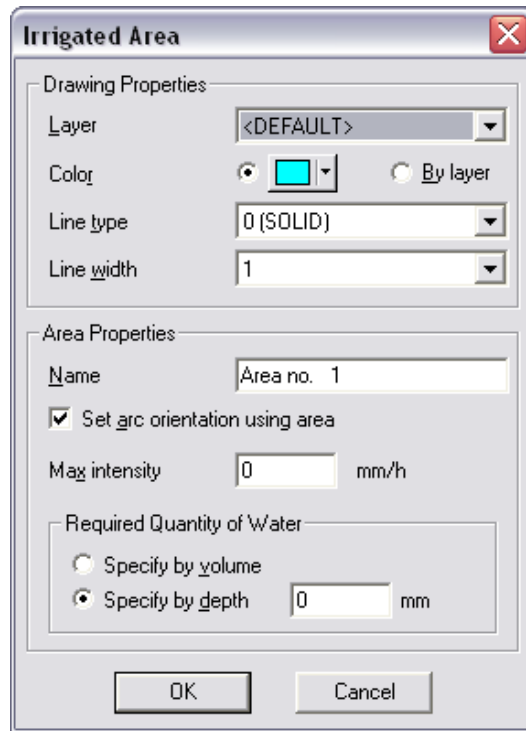 Irrigated Area
Drawing Properties
Layer <DEFAULT>
Color By layer
Line type 0 (SOLID)
Line width 1
Area Properties
Name Area no. 1
Set arc orientation using area
Max intensity 0 mm/h
Required Quantity of Water
Specify by volume
Specify by depth 0 mm
OK Cancel